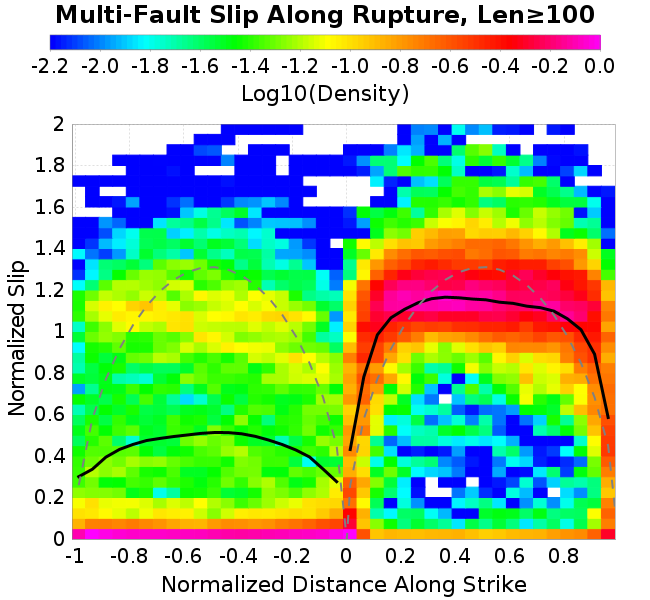 Multi-Fault Slip Along Rupture, Len≥100
-2.2 -2.0 -1.8 -1.6 -1.4 -1.2 -1.0 -0.8 -0.6 -0.4 -0.2 0.0
Log10(Density)
2
1.8
1.6
1.4
1.2
1
0.8
0.6
0.4
0.2
0
Normalized Slip
-1 -0.8 -0.6 -0.4 -0.2 0 0.2 0.4 0.6 0.8
Normalized Distance Along Strike